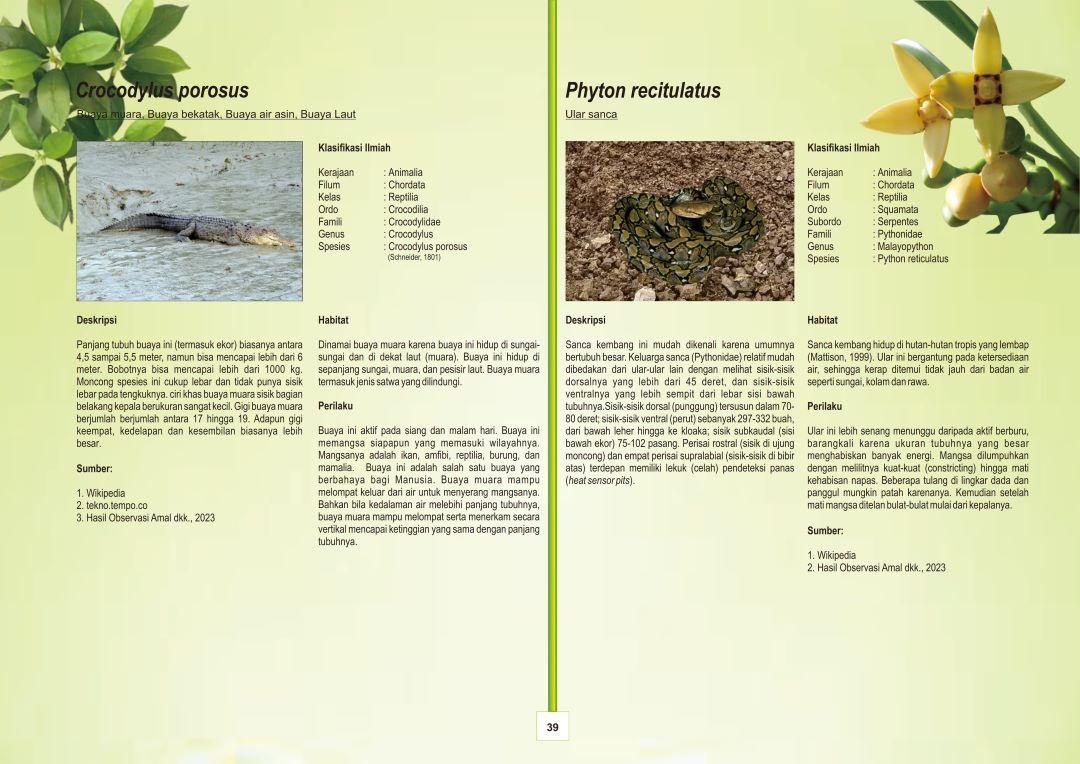 Crocodylus porosus
Buaya muara, Buaya bekatak, Buaya air asin, Buaya Laut
Klasifikasi Ilmiah
Kerajaan : Animalia
Filum : Chordata
Kelas : Reptilia
Ordo : Crocodilia
Famili : Crocodylidae
Genus : Crocodylus
Spesies : Crocodylus porosus
(Schneider, 1801)
Deskripsi
Panjang tubuh buaya ini (termasuk ekor) biasanya antara
4,5 sampai 5,5 meter, namun bisa mencapai lebih dari 6
meter. Bobotnya bisa mencapai lebih dari 1000 kg.
Moncong spesies ini cukup lebar dan tidak punya sisik
lebar pada tengkuknya. ciri khas buaya muara sisik bagian
belakang kepala berukuran sangat kecil. Gigi buaya muara
berjumlah berjumlah antara 17 hingga 19. Adapun gigi
keempat, kedelapan dan kesembilan biasanya lebih
besar.
Sumber:
1. Wikipedia
2. tekno.tempo.co
3. Hasil Observasi Amal dkk., 2023
Habitat
Dinamai buaya muara karena buaya ini hidup di sungai-
sungai dan di dekat laut (muara). Buaya ini hidup di
sepanjang sungai, muara, dan pesisir laut. Buaya muara
termasuk jenis satwa yang dilindungi.
Perilaku
Buaya ini aktif pada siang dan malam hari. Buaya ini
memangsa siapapun yang memasuki wilayahnya.
Mangsanya adalah ikan, amfibi, reptilia, burung, dan
mamalia. Buaya ini adalah salah satu buaya yang
berbahaya bagi Manusia. Buaya muara mampu
melompat keluar dari air untuk menyerang mangsanya.
Bahkan bila kedalaman air melebihi panjang tubuhnya,
buaya muara mampu melompat serta menerkam secara
vertikal mencapai ketinggian yang sama dengan panjang
tubuhnya.
Phyton recitulatus
Ular sanca
Klasifikasi Ilmiah
Kerajaan : Animalia
Filum : Chordata
Kelas : Reptilia
Ordo : Squamata
Subordo : Serpentes
Famili : Pythonidae
Genus : Malayopython
Spesies : Python reticulatus
Deskripsi
Sanca kembang ini mudah dikenali karena umumnya
bertubuh besar. Keluarga sanca (Pythonidae) relatif mudah
dibedakan dari ular-ular lain dengan melihat sisik-sisik
dorsalnya yang lebih dari 45 deret, dan sisik-sisik
ventralnya yang lebih sempit dari lebar sisi bawah
tubuhnya.Sisik-sisik dorsal (punggung) tersusun dalam 70-
80 deret; sisik-sisik ventral (perut) sebanyak 297-332 buah,
dari bawah leher hingga ke kloaka; sisik subkaudal (sisi
bawah ekor) 75-102 pasang. Perisai rostral (sisik di ujung
moncong) dan empat perisai supralabial (sisik-sisik di bibir
atas) terdepan memiliki lekuk (celah) pendeteksi panas
(heat sensor pits).
Habitat
Sanca kembang hidup di hutan-hutan tropis yang lembap
(Mattison, 1999). Ular ini bergantung pada ketersediaan
air, sehingga kerap ditemui tidak jauh dari badan air
seperti sungai, kolam dan rawa.
Perilaku
Ular ini lebih senang menunggu daripada aktif berburu,
barangkali karena ukuran tubuhnya yang besar
menghabiskan banyak energi. Mangsa dilumpuhkan
dengan melilitnya kuat-kuat (constricting) hingga mati
kehabisan napas. Beberapa tulang di lingkar dada dan
panggul mungkin patah karenanya. Kemudian setelah
mati mangsa ditelan bulat-bulat mulai dari kepalanya.
Sumber:
1. Wikipedia
2. Hasil Observasi Amal dkk., 2023
39